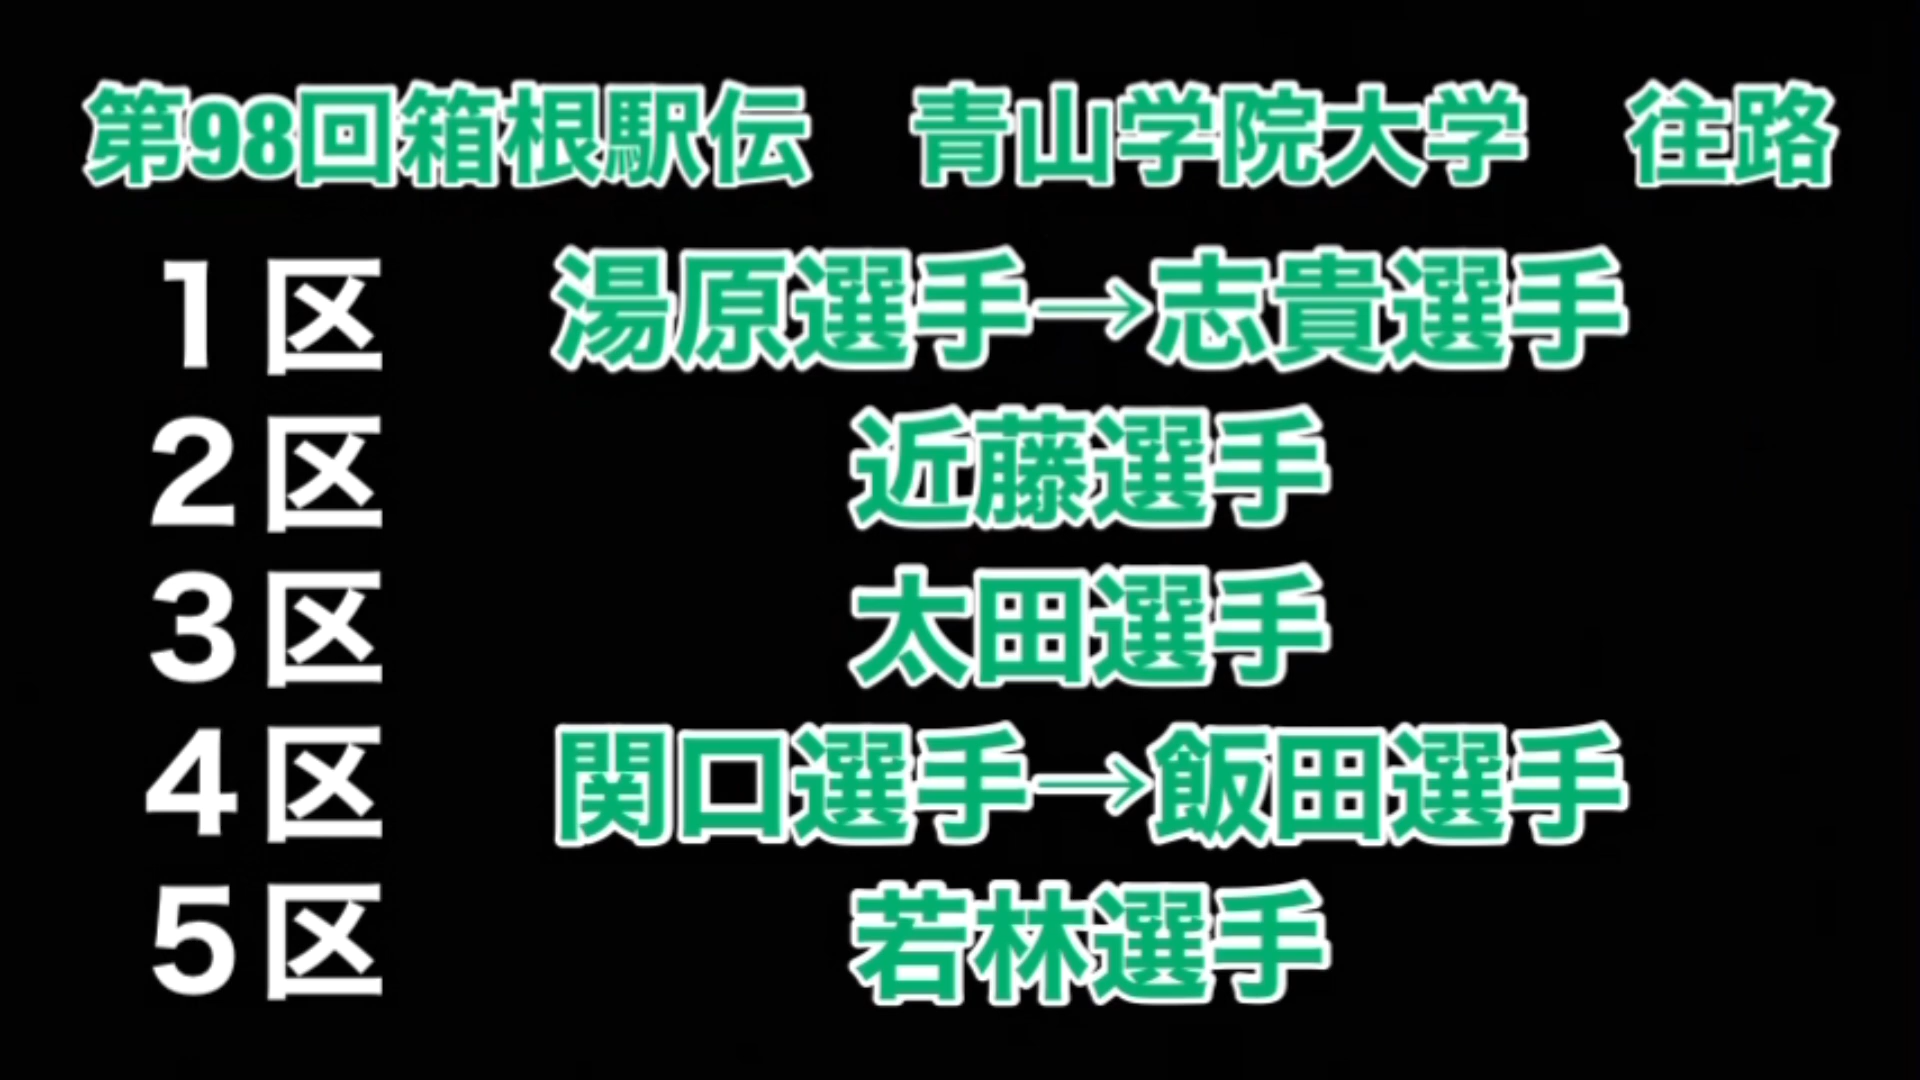 第98回箱根駅伝　青山学院大学　往路
1区　湯原選手→志貴選手
2区　近藤選手
3区　太田選手
4区　関口選手→飯田選手
5区　若林選手